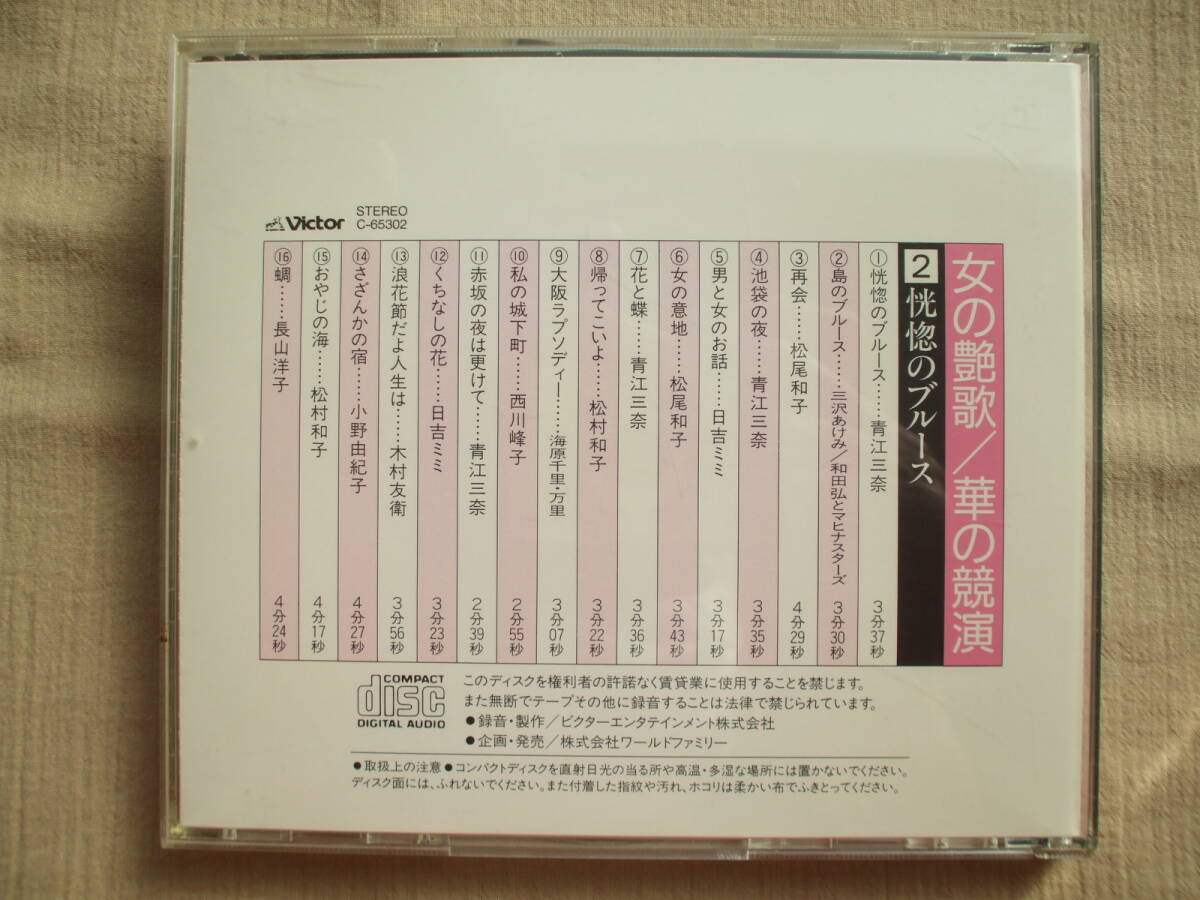 女の艶歌／華の競演
2 恍惚のブルース
①恍惚のブルース……青江三奈 3分37秒
②島のブルース……三沢あけみ／和田弘とマヒナスターズ 3分30秒
③再会……松尾和子 4分29秒
④池袋の夜……青江三奈 3分35秒
⑤男と女のお話……日吉ミミ 3分17秒
⑥女の意地……松尾和子 3分43秒
⑦花と蝶……青江三奈 3分36秒
⑧帰ってこいよ……松村和子 3分22秒
⑨大阪ラプソディー……海原千里・万里 3分07秒
⑩私の城下町……西川峰子 2分55秒
⑪赤坂の夜は更けて……青江三奈 2分39秒
⑫くちなしの花……日吉ミミ 3分23秒
⑬浪花節だよ人生は……木村友衛 3分56秒
⑭さざんかの宿……小野由紀子 4分27秒
⑮おやじの海……松村和子 4分17秒
⑯蜩……長山洋子 4分24秒
Victor
STEREO
C-65302
COMPACT
disc
DIGITAL AUDIO
このディスクを権利者の許諾なく賃貸業に使用することを禁じます。
また無断でテープその他に録音することは法律で禁じられています。
●録音・製作／ビクターエンタテインメント株式会社
●企画・発売／株式会社ワールドファミリー
●取扱上の注意●コンパクトディスクを直射日光の当る所や高温・多湿な場所には置かないでください。
ディスク面には、ふれないでください。また付着した指紋や汚れ、ホコリは柔かい布でふきとってください。